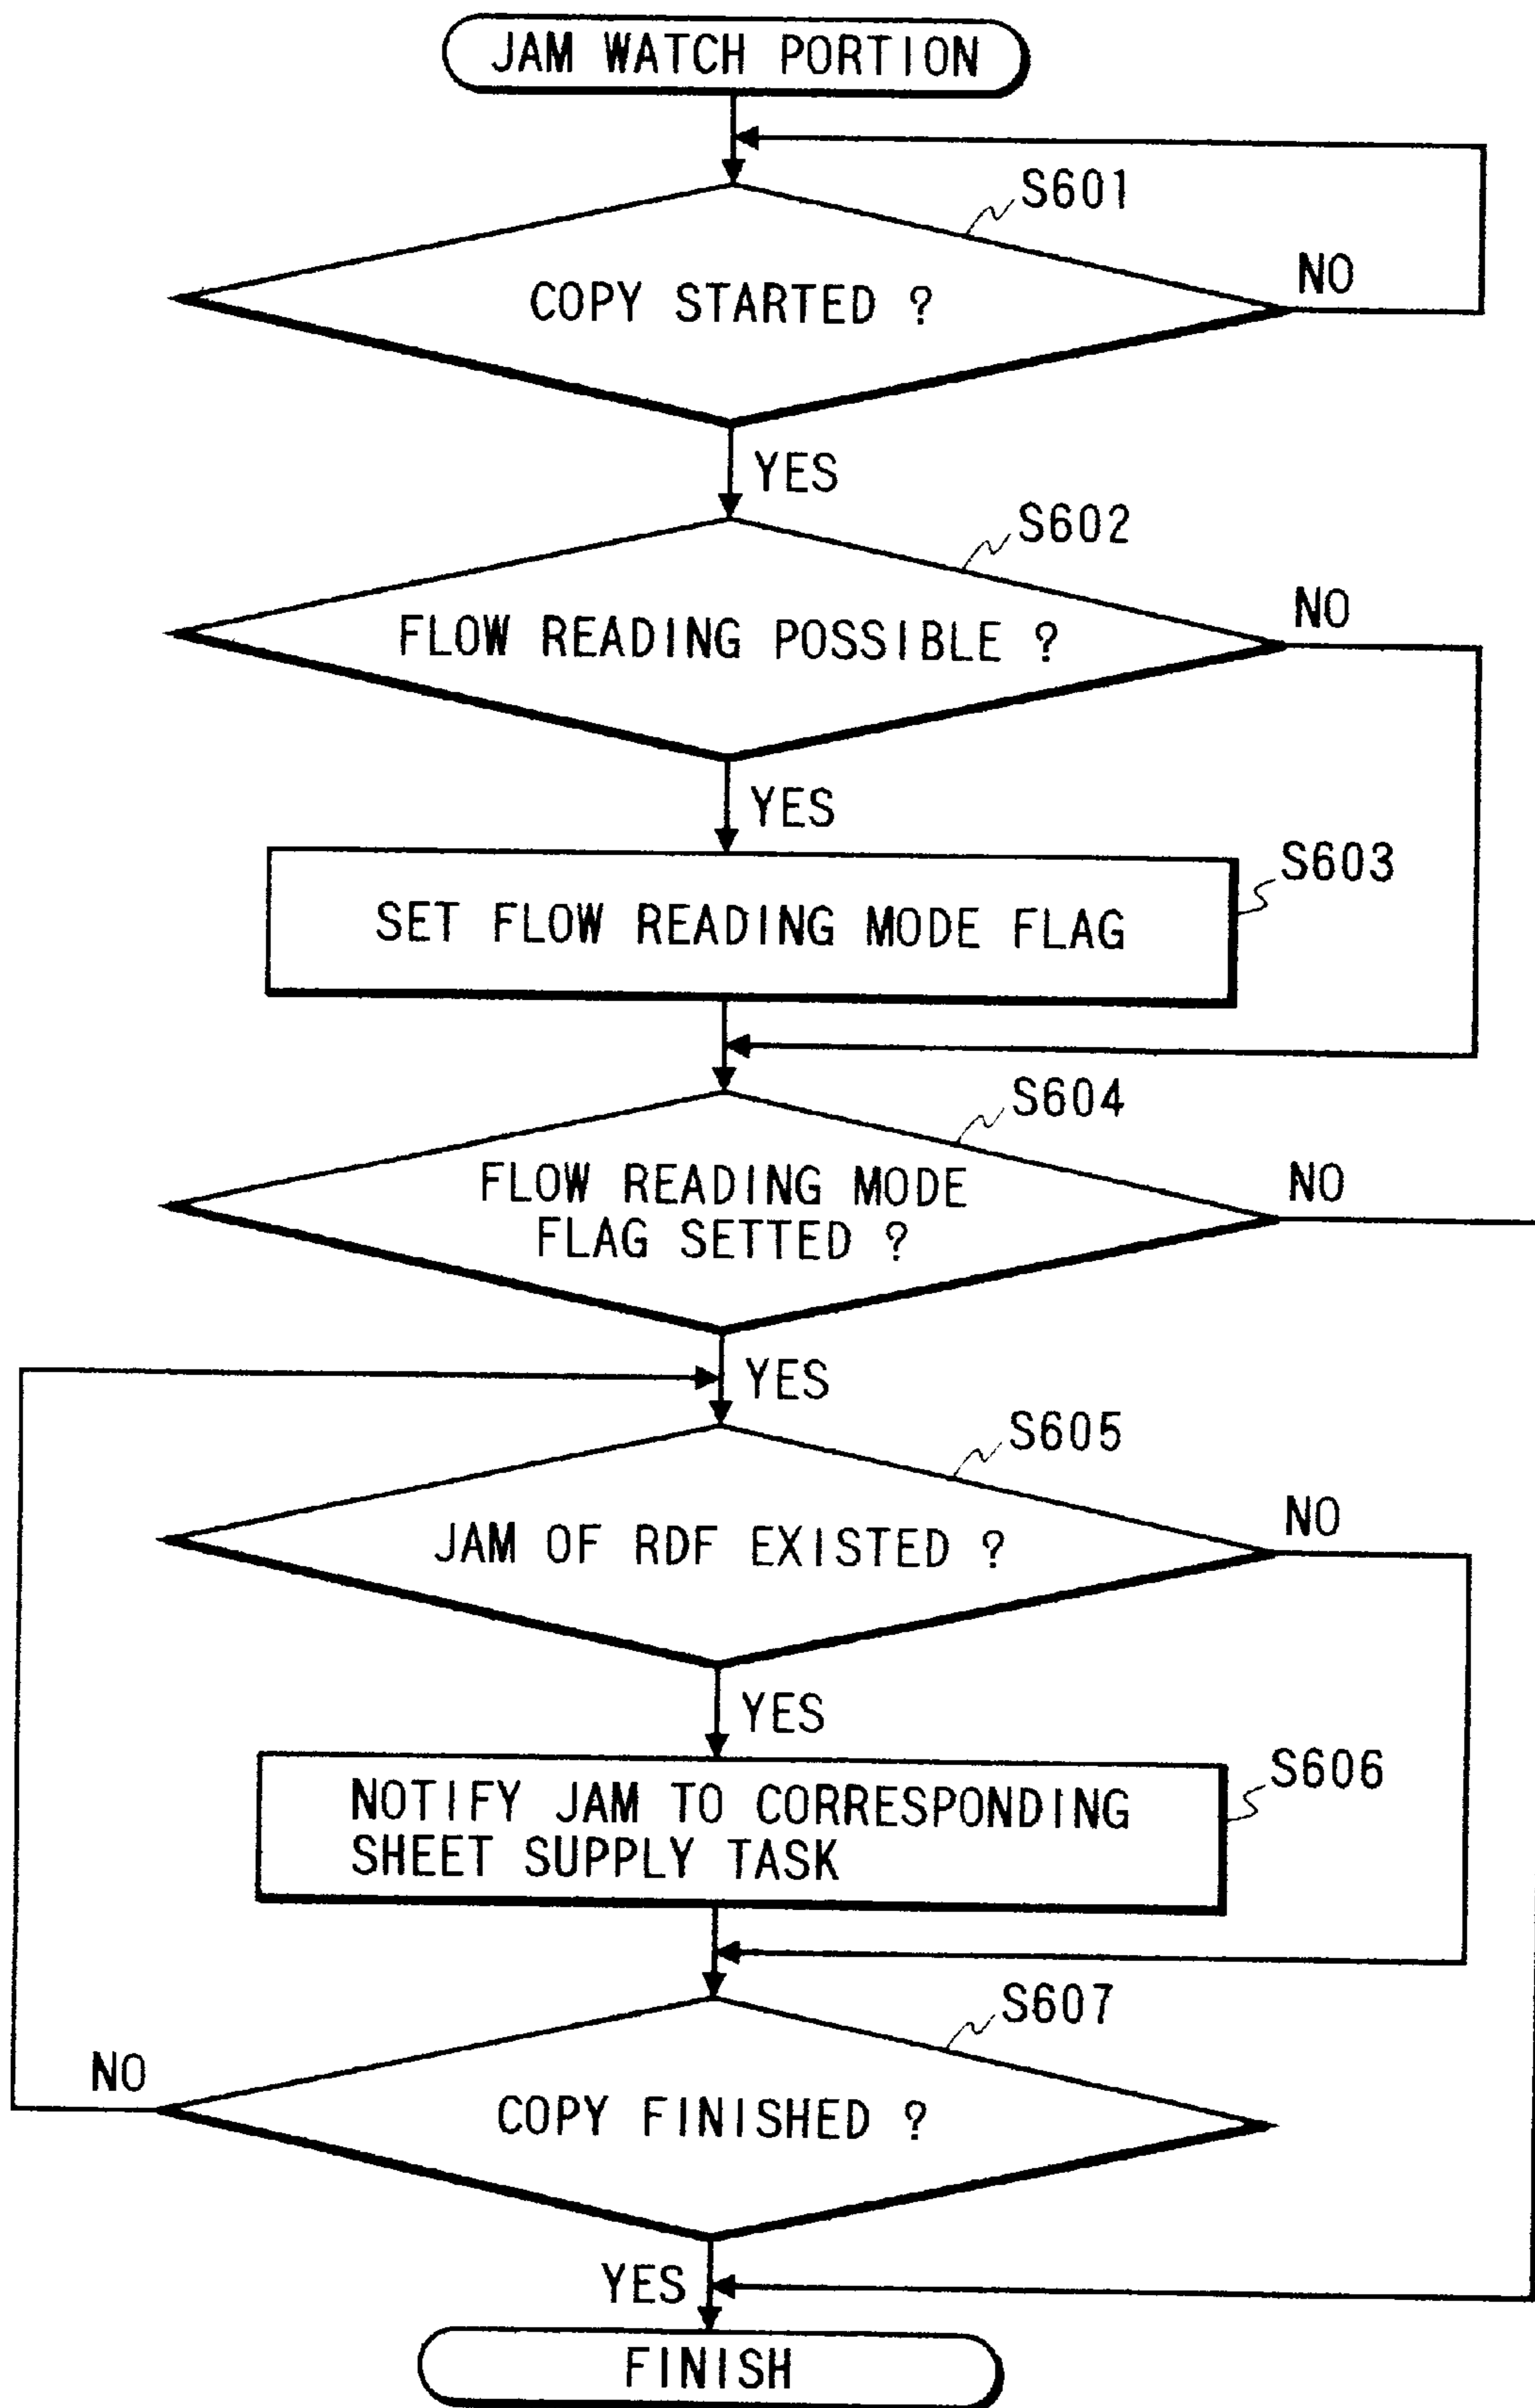 JAM WATCH PORTION
S601
COPY STARTED ?
NO
YES
S602
FLOW READING POSSIBLE ?
NO
YES
S603
SET FLOW READING MODE FLAG
S604
FLOW READING MODE
FLAG SETTED ?
NO
YES
S605
JAM OF RDF EXISTED ?
NO
YES
S606
NOTIFY JAM TO CORRESPONDING
SHEET SUPPLY TASK
S607
NO
COPY FINISHED ?
YES
FINISH